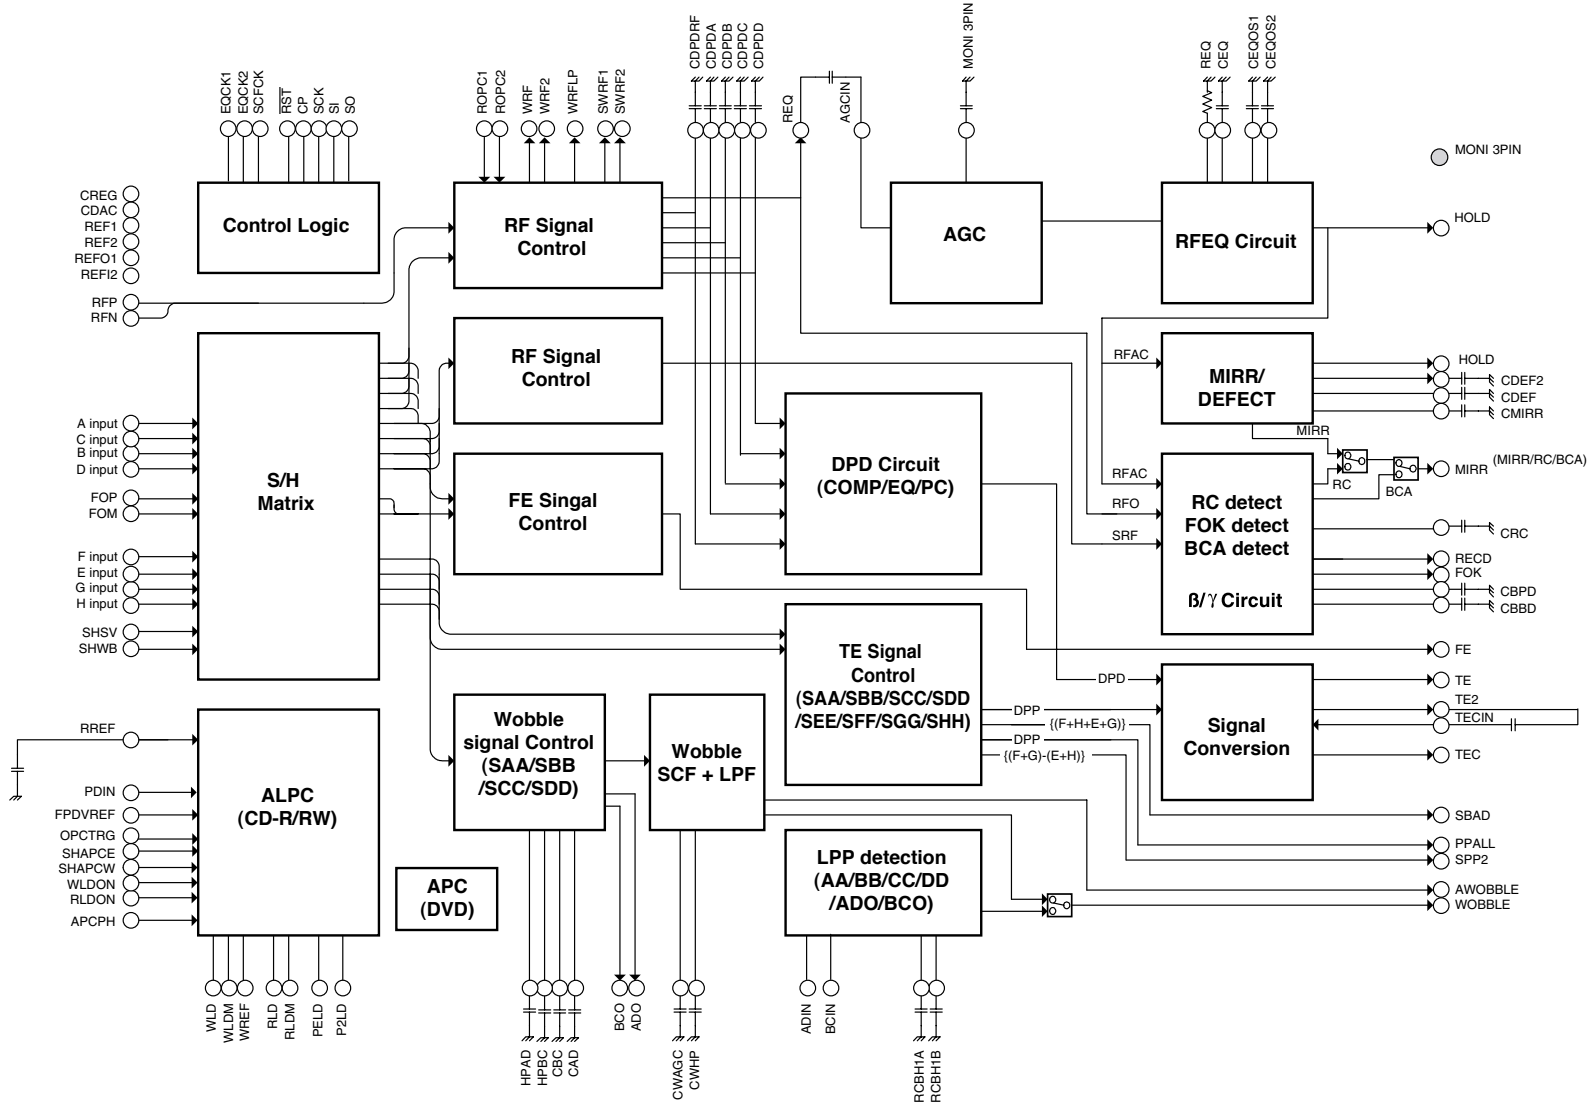 EQCK1
EQCK2
SCFCK
RST
CP
SCK
SI
SO
ROPC1
ROPC2
WRF
WRF2
WRFLP
SWRF1
SWRF2
CDPDRF
CDPDA
CDPDB
CDPDC
CDPDD
REQ
AGCIN
MONI 3PIN
REQ
CEQ
CEQOS1
CEQOS2
MONI 3PIN
CREG
CDAC
REF1
REF2
REFO1
REFI2
RFP
RFN
Control Logic
RF Signal
Control
AGC
RFEQ Circuit
HOLD
A input
C input
B input
D input
FOP
FOM
F input
E input
G input
H input
SHSV
SHWB
S/H
Matrix
RF Signal
Control
FE Singal
Control
DPD Circuit
(COMP/EQ/PC)
RFAC
MIRR/
DEFECT
HOLD
CDEF2
CDEF
CMIRR
MIRR
RC
BCA
MIRR
(MIRR/RC/BCA)
RFAC
RFO
SRF
RC detect
FOK detect
BCA detect
ß/γ Circuit
CRC
RECD
FOK
CBPD
CBBD
TE Signal
Control
(SAA/SBB/SCC/SDD
/SEE/SFF/SGG/SHH)
DPD
DPP
{(F+H+E+G)}
DPP
{(F+G)-(E+H)}
Signal
Conversion
FE
TE
TE2
TECIN
TEC
SBAD
PPALL
SPP2
AWOBBLE
WOBBLE
RREF
PDIN
FPDVREF
OPCTRG
SHAPCE
SHAPCW
WLDON
RLDON
APCPH
ALPC
(CD-R/RW)
APC
(DVD)
Wobble
signal Control
(SAA/SBB
/SCC/SDD)
Wobble
SCF + LPF
LPP detection
(AA/BB/CC/DD
/ADO/BCO)
WLD
WLDM
WREF
RLD
RLDM
PELD
P2LD
HPAD
HPBC
CBC
CAD
BCO
ADO
CWAGC
CWHP
ADIN
BCIN
RCBH1A
RCBH1B